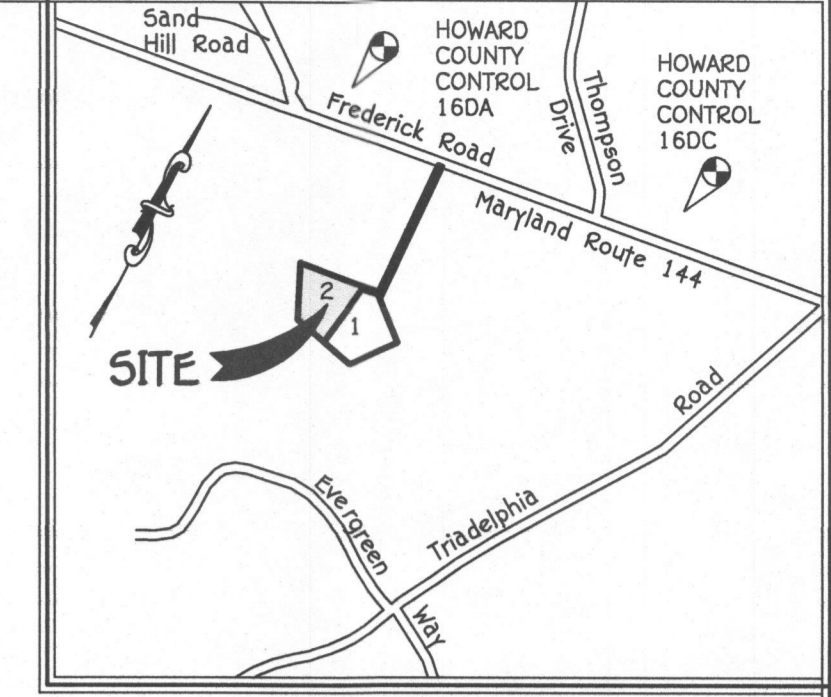 Sand
Hill Road
HOWARD
COUNTY
CONTROL
16DA
HOWARD
COUNTY
CONTROL
16DC
Thompson
Drive
Frederick Road
Maryland Route 144
N
2
1
SITE
Road
Triadelphia
Evergreen
Way